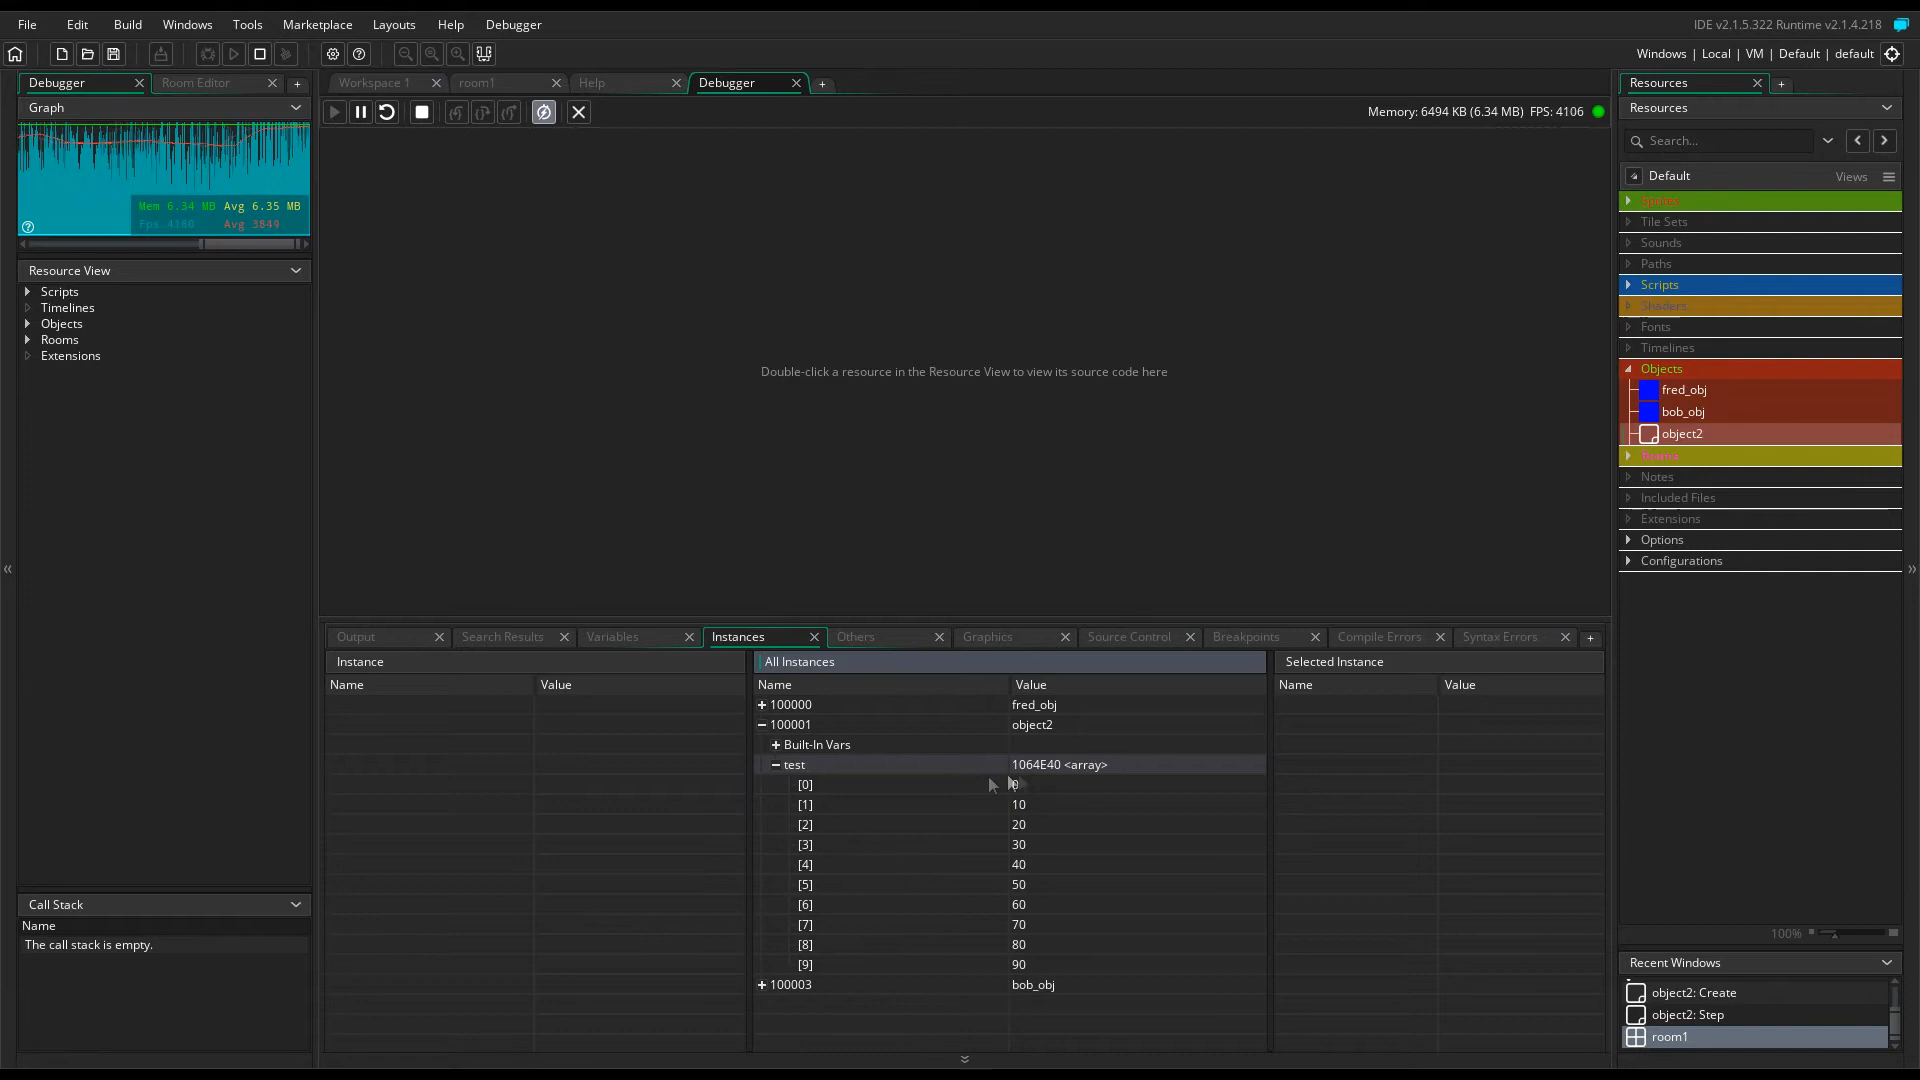 File Edit Build Windows Tools Marketplace Layouts Help Debugger
IDE v2.1.5.322 Runtime v2.1.4.218
Windows | Local | VM | Default | default
Debugger
Room Editor
Workspace 1
room1
Help
Debugger
Resources
Graph
Memory: 6494 KB (6.34 MB) FPS: 4106
Resources
Search...
Mem 6.34 MB Avg 6.35 MB
Avg 3849
Default Views
Sprites
Tile Sets
Sounds
Paths
Scripts
Shaders
Fonts
Timelines
Objects
fred_obj
bob_obj
object2
Rooms
Notes
Included Files
Extensions
Options
Configurations
Resource View
Scripts
Timelines
Objects
Rooms
Extensions
Double-click a resource in the Resource View to view its source code here
Output Search Results Variables Instances Others Graphics Source Control Breakpoints Compile Errors Syntax Errors
Instance
Name Value
All Instances
Name Value
100000 fred_obj
100001 object2
Built-In Vars
test 1064E40 <array>
[0] 0
[1] 10
[2] 20
[3] 30
[4] 40
[5] 50
[6] 60
[7] 70
[8] 80
[9] 90
100003 bob_obj
Selected Instance
Name Value
Call Stack
Name
The call stack is empty.
100%
Recent Windows
object2: Create
object2: Step
room1